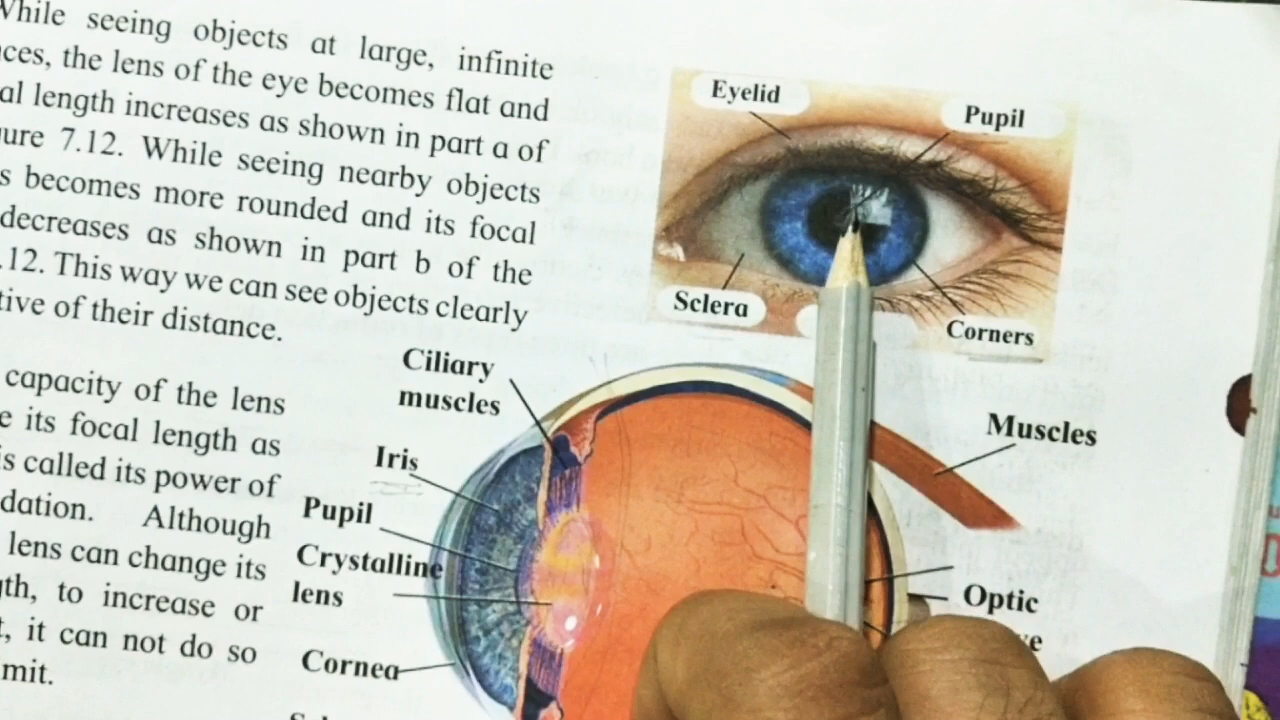 While seeing objects at large, infinite
ces, the lens of the eye becomes flat and
al length increases as shown in part a of
ure 7.12. While seeing nearby objects
s becomes more rounded and its focal
decreases as shown in part b of the
.12. This way we can see objects clearly
tive of their distance.
capacity of the lens
e its focal length as
is called its power of
dation. Although
lens can change its
th, to increase or
t, it can not do so
mit.
Eyelid
Pupil
Sclera
Corners
Ciliary
muscles
Iris
Pupil
Crystalline
lens
Cornea
Muscles
Optic